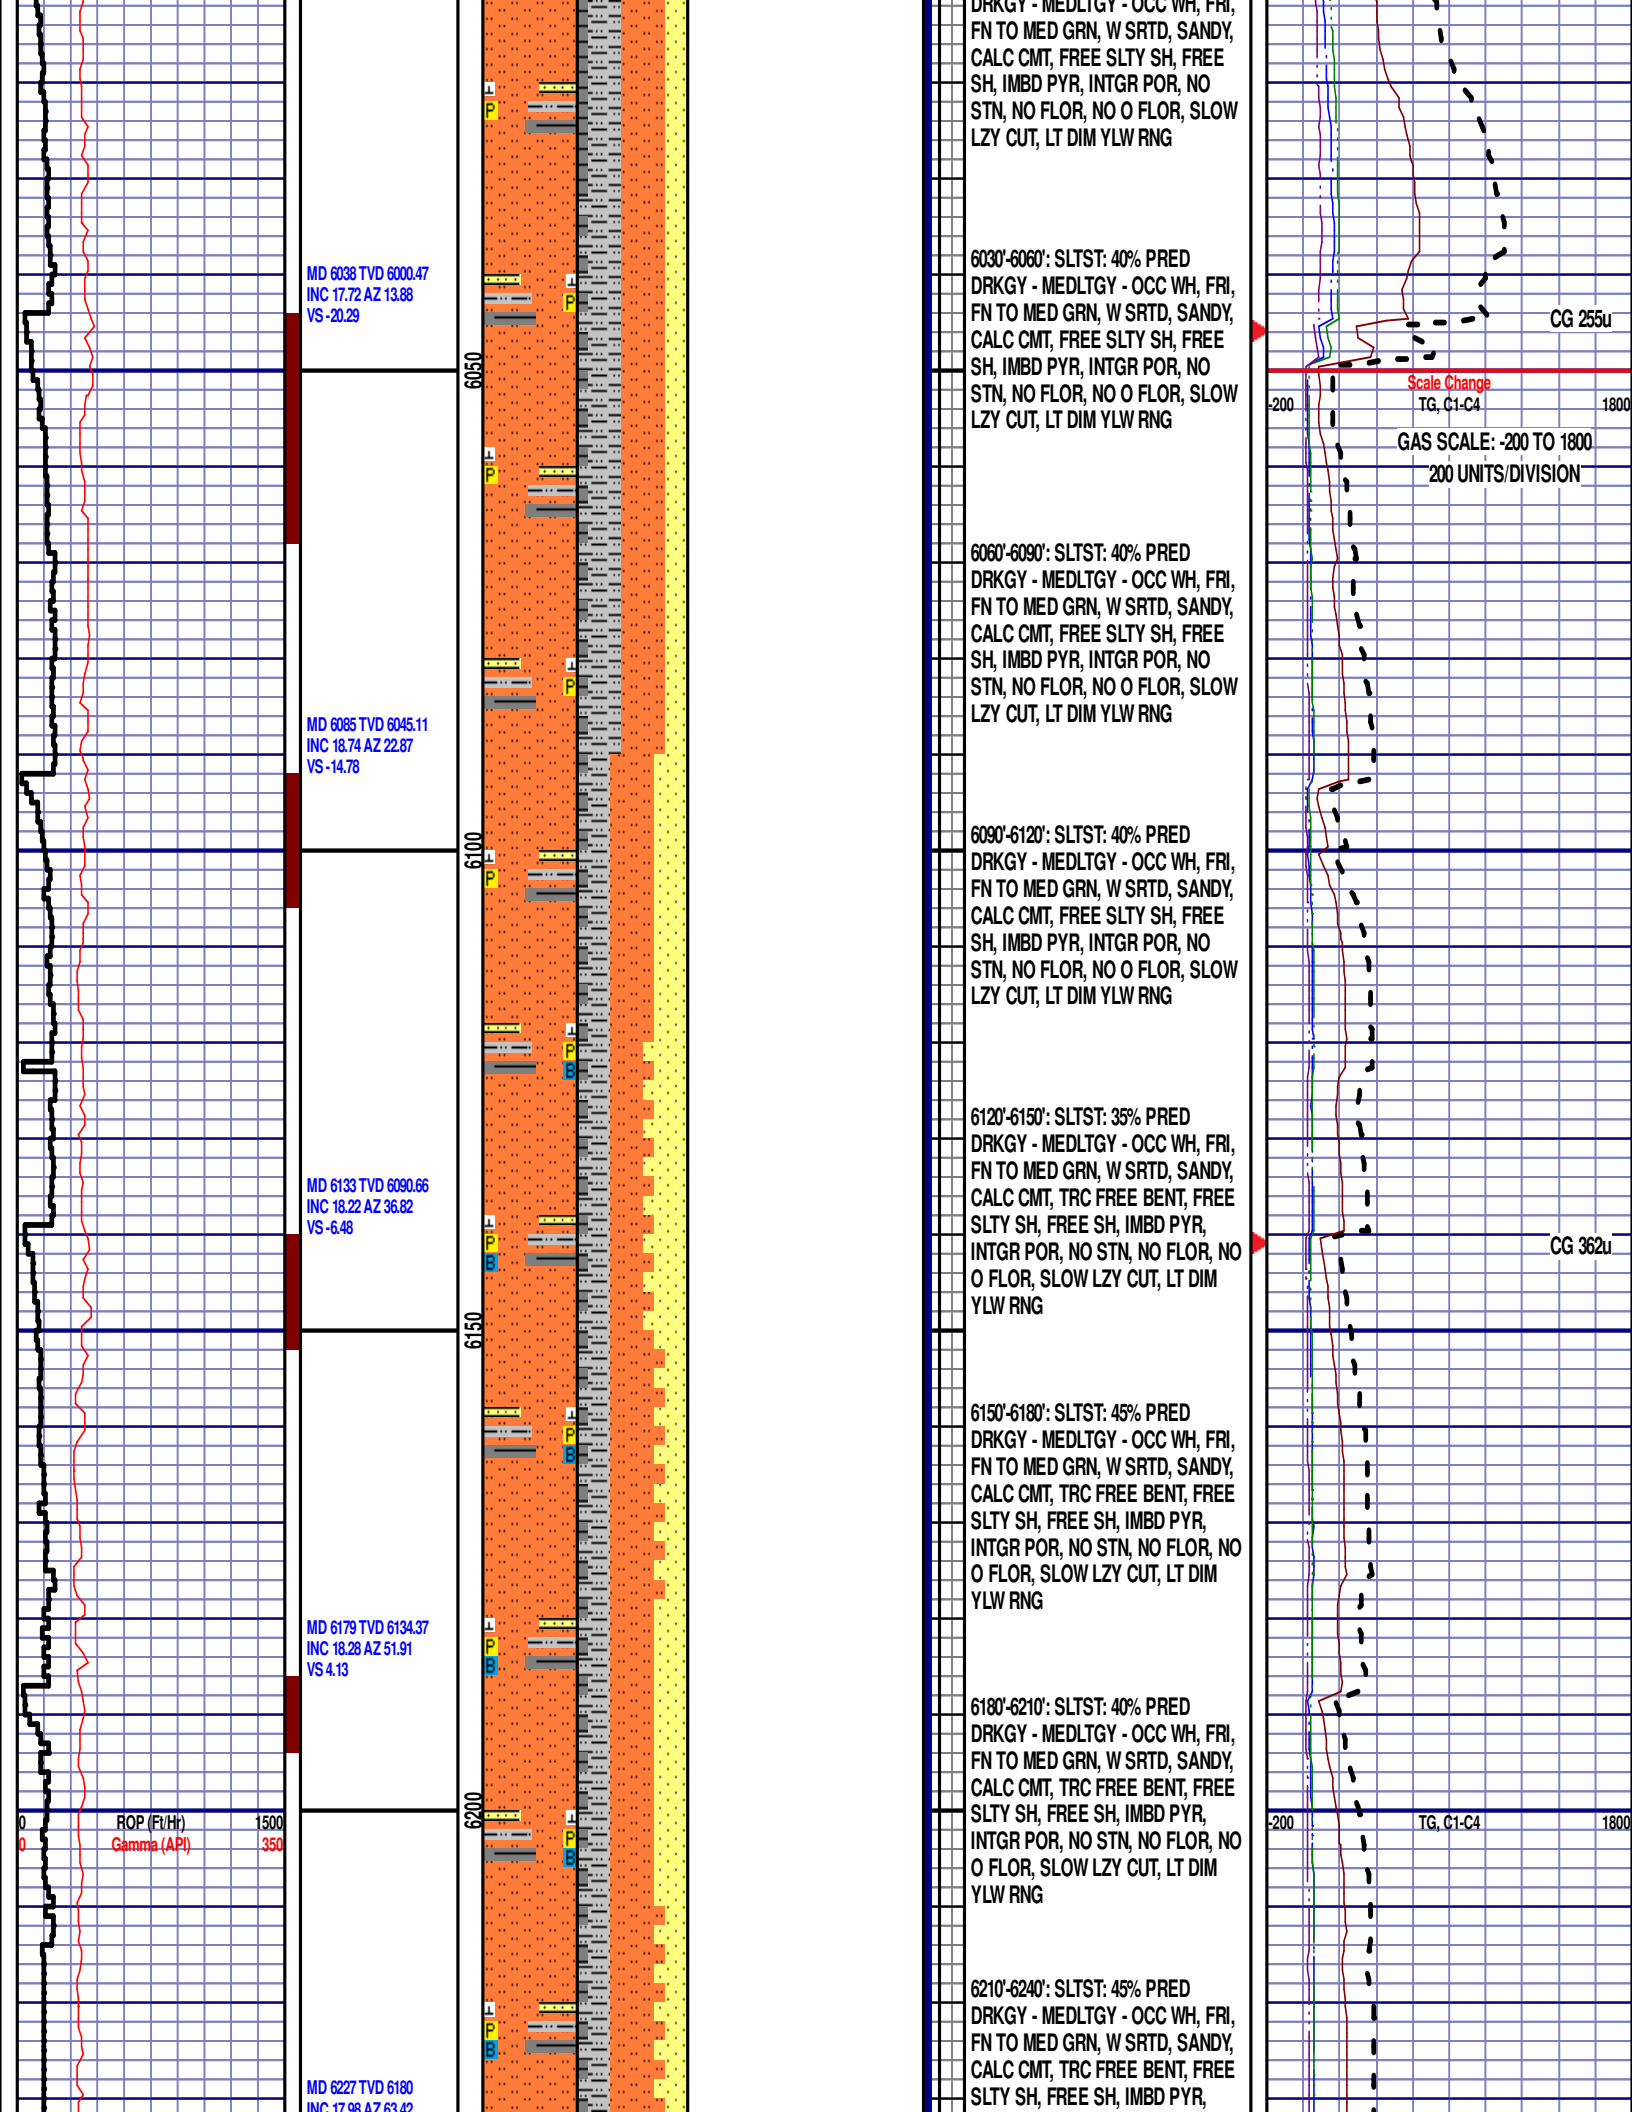 DRKGY - MEDLTGY - OCC WH, FRI,
FN TO MED GRN, W SRTD, SANDY,
CALC CMT, FREE SLTY SH, FREE
SH, IMBD PYR, INTGR POR, NO
STN, NO FLOR, NO O FLOR, SLOW
LZY CUT, LT DIM YLW RNG
P
MD 6038 TVD 6000.47
INC 17.72 AZ 13.88
VS -20.29
P
6030'-6060': SLTST: 40% PRED
DRKGY - MEDLTGY - OCC WH, FRI,
FN TO MED GRN, W SRTD, SANDY,
CALC CMT, FREE SLTY SH, FREE
SH, IMBD PYR, INTGR POR, NO
STN, NO FLOR, NO O FLOR, SLOW
LZY CUT, LT DIM YLW RNG
CG 255u
6050
Scale Change
-200 TG, C1-C4 1800
GAS SCALE: -200 TO 1800
200 UNITS/DIVISION
P
6060'-6090': SLTST: 40% PRED
DRKGY - MEDLTGY - OCC WH, FRI,
FN TO MED GRN, W SRTD, SANDY,
CALC CMT, FREE SLTY SH, FREE
SH, IMBD PYR, INTGR POR, NO
STN, NO FLOR, NO O FLOR, SLOW
LZY CUT, LT DIM YLW RNG
P
MD 6085 TVD 6045.11
INC 18.74 AZ 22.87
VS -14.78
6100
P
6090'-6120': SLTST: 40% PRED
DRKGY - MEDLTGY - OCC WH, FRI,
FN TO MED GRN, W SRTD, SANDY,
CALC CMT, FREE SLTY SH, FREE
SH, IMBD PYR, INTGR POR, NO
STN, NO FLOR, NO O FLOR, SLOW
LZY CUT, LT DIM YLW RNG
P
B
6120'-6150': SLTST: 35% PRED
DRKGY - MEDLTGY - OCC WH, FRI,
FN TO MED GRN, W SRTD, SANDY,
CALC CMT, TRC FREE BENT, FREE
SLTY SH, FREE SH, IMBD PYR,
INTGR POR, NO STN, NO FLOR, NO
O FLOR, SLOW LZY CUT, LT DIM
YLW RNG
MD 6133 TVD 6090.66
INC 18.22 AZ 36.82
VS -6.48
P
B
CG 362u
6150
P
B
6150'-6180': SLTST: 45% PRED
DRKGY - MEDLTGY - OCC WH, FRI,
FN TO MED GRN, W SRTD, SANDY,
CALC CMT, TRC FREE BENT, FREE
SLTY SH, FREE SH, IMBD PYR,
INTGR POR, NO STN, NO FLOR, NO
O FLOR, SLOW LZY CUT, LT DIM
YLW RNG
MD 6179 TVD 6134.37
INC 18.28 AZ 51.91
VS 4.13
P
B
6180'-6210': SLTST: 40% PRED
DRKGY - MEDLTGY - OCC WH, FRI,
FN TO MED GRN, W SRTD, SANDY,
CALC CMT, TRC FREE BENT, FREE
SLTY SH, FREE SH, IMBD PYR,
INTGR POR, NO STN, NO FLOR, NO
O FLOR, SLOW LZY CUT, LT DIM
YLW RNG
6200
0 ROP (Ft/Hr) 1500
0 Gamma (API) 350
P
B
-200 TG, C1-C4 1800
6210'-6240': SLTST: 45% PRED
DRKGY - MEDLTGY - OCC WH, FRI,
FN TO MED GRN, W SRTD, SANDY,
CALC CMT, TRC FREE BENT, FREE
SLTY SH, FREE SH, IMBD PYR,
P
B
MD 6227 TVD 6180
INC 17.98 AZ 63.42